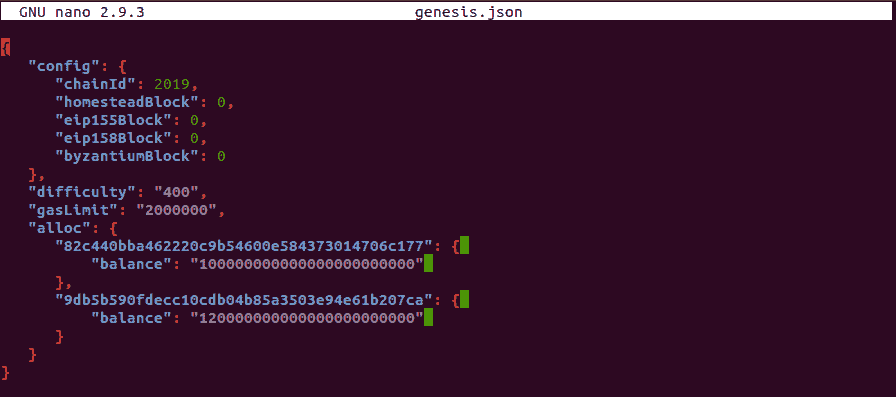 GNU nano 2.9.3 genesis.json
{
"config": {
"chainId": 2019,
"homesteadBlock": 0,
"eip155Block": 0,
"eip158Block": 0,
"byzantiumBlock": 0
},
"difficulty": "400",
"gasLimit": "2000000",
"alloc": {
"82c440bba462220c9b54600e584373014706c177": {
"balance": "100000000000000000000000"
},
"9db5b590fdecc10cdb04b85a3503e94e61b207ca": {
"balance": "120000000000000000000000"
}
}
}